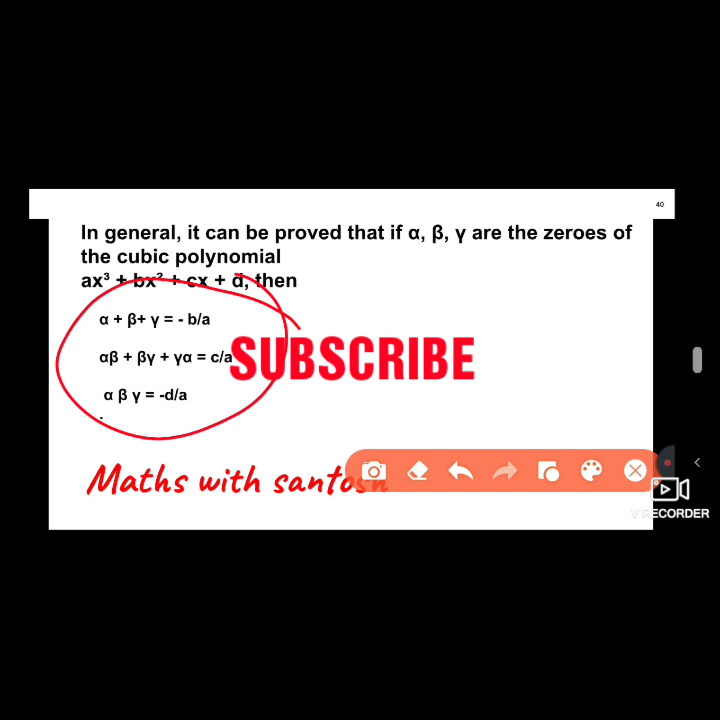 40
In general, it can be proved that if α, β, γ are the zeroes of
the cubic polynomial
ax³ + bx² + cx + d, then
α + β+ γ = - b/a
αβ + βγ + γα = c/a
SUBSCRIBE
α β γ = -d/a
.
Maths with santosh
V RECORDER